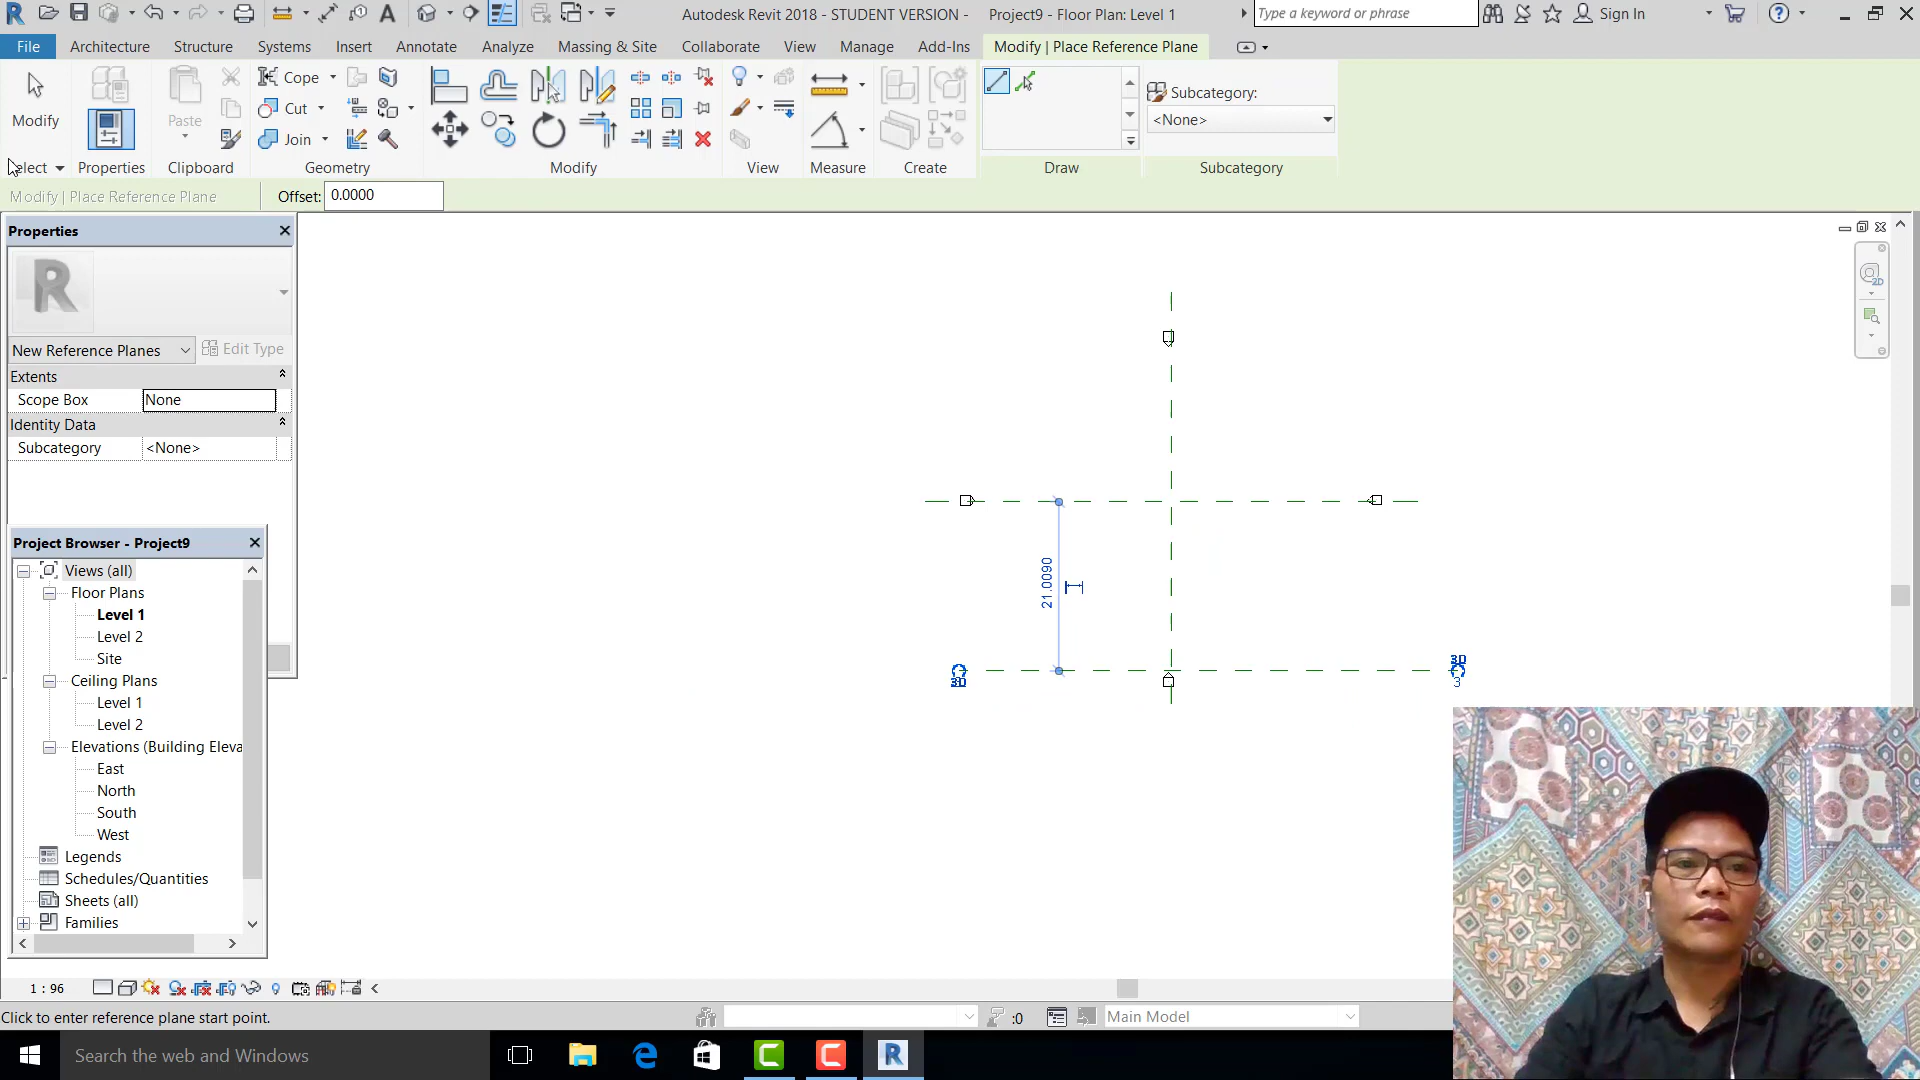 Autodesk Revit 2018 - STUDENT VERSION - Project9 - Floor Plan: Level 1
Type a keyword or phrase
Sign In
File Architecture Structure Systems Insert Annotate Analyze Massing & Site Collaborate View Manage Add-Ins Modify | Place Reference Plane
Modify
Paste
Cope
Cut
Join
Subcategory:
<None>
Properties Clipboard Geometry Modify View Measure Create Draw Subcategory
Modify | Place Reference Plane Offset: 0.0000
Properties
New Reference Planes Edit Type
Extents
Scope Box None
Identity Data
Subcategory <None>
Project Browser - Project9
Views (all)
Floor Plans
Level 1
Level 2
Site
Ceiling Plans
Level 1
Level 2
Elevations (Building Eleva
East
North
South
West
Legends
Schedules/Quantities
Sheets (all)
Families
21.0090
3D
3D
3
2D
1 : 96
Click to enter reference plane start point.
:0
Main Model
Search the web and Windows